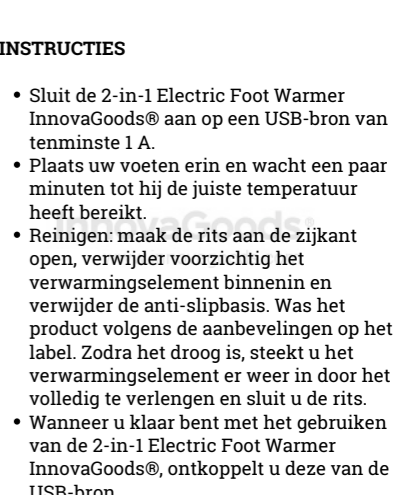 INSTRUCTIES
• Sluit de 2-in-1 Electric Foot Warmer
InnovaGoods® aan op een USB-bron van
tenminste 1 A.
• Plaats uw voeten erin en wacht een paar
minuten tot hij de juiste temperatuur
heeft bereikt.
InnovaGoods®
• Reinigen: maak de rits aan de zijkant
open, verwijder voorzichtig het
verwarmingselement binnenin en
verwijder de anti-slipbasis. Was het
product volgens de aanbevelingen op het
label. Zodra het droog is, steekt u het
verwarmingselement er weer in door het
volledig te verlengen en sluit u de rits.
• Wanneer u klaar bent met het gebruiken
van de 2-in-1 Electric Foot Warmer
InnovaGoods®, ontkoppelt u deze van de
USB-bron